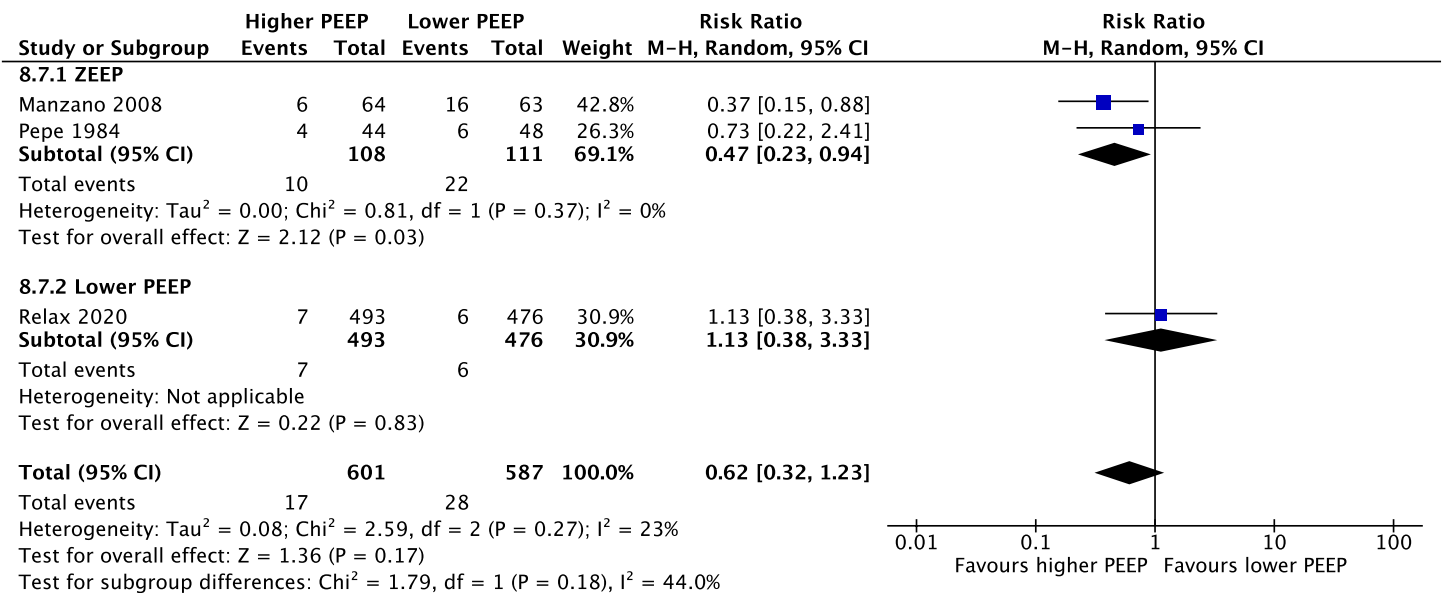 Higher PEEP Lower PEEP Risk Ratio Risk Ratio
Study or Subgroup Events Total Events Total Weight M-H, Random, 95% CI M-H, Random, 95% CI
8.7.1 ZEEP
Manzano 2008 6 64 16 63 42.8% 0.37 [0.15, 0.88]
Pepe 1984 4 44 6 48 26.3% 0.73 [0.22, 2.41]
Subtotal (95% CI) 108 111 69.1% 0.47 [0.23, 0.94]
Total events 10 22
Heterogeneity: Tau² = 0.00; Chi² = 0.81, df = 1 (P = 0.37); I² = 0%
Test for overall effect: Z = 2.12 (P = 0.03)
8.7.2 Lower PEEP
Relax 2020 7 493 6 476 30.9% 1.13 [0.38, 3.33]
Subtotal (95% CI) 493 476 30.9% 1.13 [0.38, 3.33]
Total events 7 6
Heterogeneity: Not applicable
Test for overall effect: Z = 0.22 (P = 0.83)
Total (95% CI) 601 587 100.0% 0.62 [0.32, 1.23]
Total events 17 28
Heterogeneity: Tau² = 0.08; Chi² = 2.59, df = 2 (P = 0.27); I² = 23%
Test for overall effect: Z = 1.36 (P = 0.17)
Test for subgroup differences: Chi² = 1.79, df = 1 (P = 0.18), I² = 44.0%
0.01 0.1 1 10 100
Favours higher PEEP Favours lower PEEP